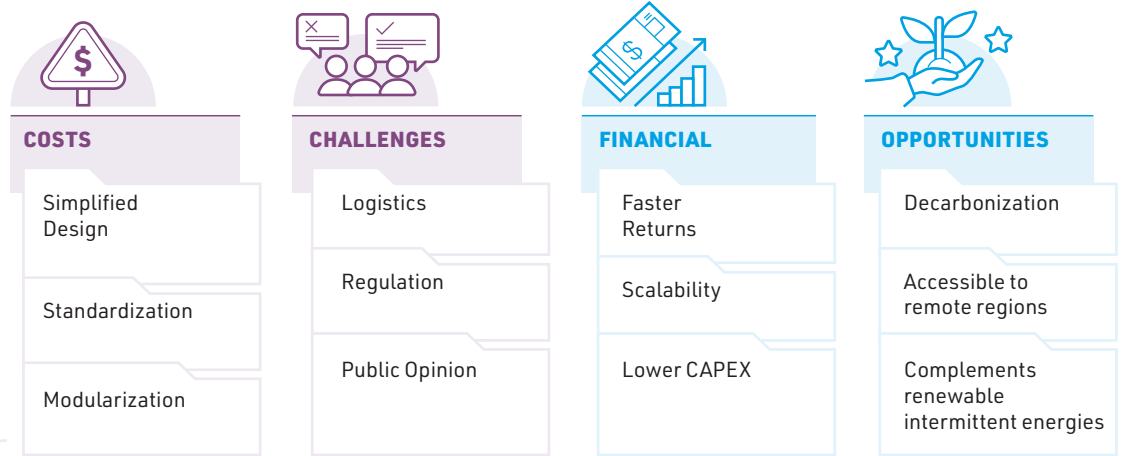 $
$
COSTS
Simplified
Design
Standardization
Modularization
CHALLENGES
Logistics
Regulation
Public Opinion
FINANCIAL
Faster
Returns
Scalability
Lower CAPEX
OPPORTUNITIES
Decarbonization
Accessible to
remote regions
Complements
renewable
intermittent energies